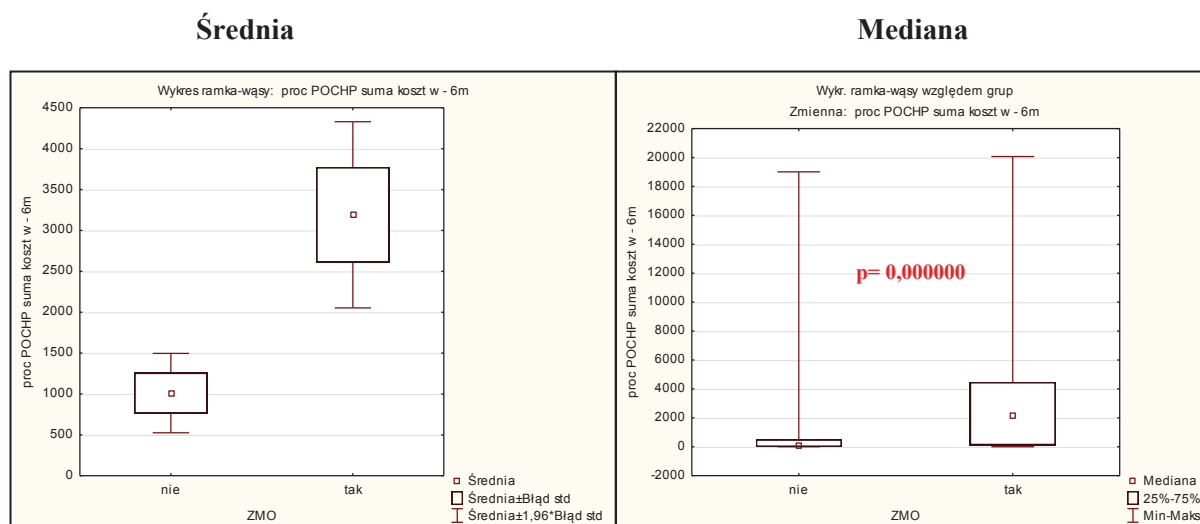 Średnia
Mediana
Wykres ramka-wąsy: proc POCHP suma koszt w - 6m
4500
4000
3500
3000
2500
2000
1500
1000
500
0
proc POCHP suma koszt w - 6m
nie
tak
ZMO
Średnia
Średnia±Błąd std
Średnia±1,96*Błąd std
Wykr. ramka-wąsy względem grup
Zmienna: proc POCHP suma koszt w - 6m
22000
20000
18000
16000
14000
12000
10000
8000
6000
4000
2000
0
-2000
proc POCHP suma koszt w - 6m
p= 0,000000
nie
tak
ZMO
Mediana
25%-75%
Min-Maks